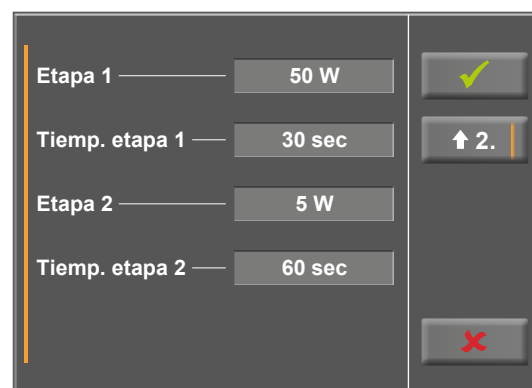 Etapa 1 50 W
Tiemp. etapa 1 30 sec
2.
Etapa 2 5 W
Tiemp. etapa 2 60 sec